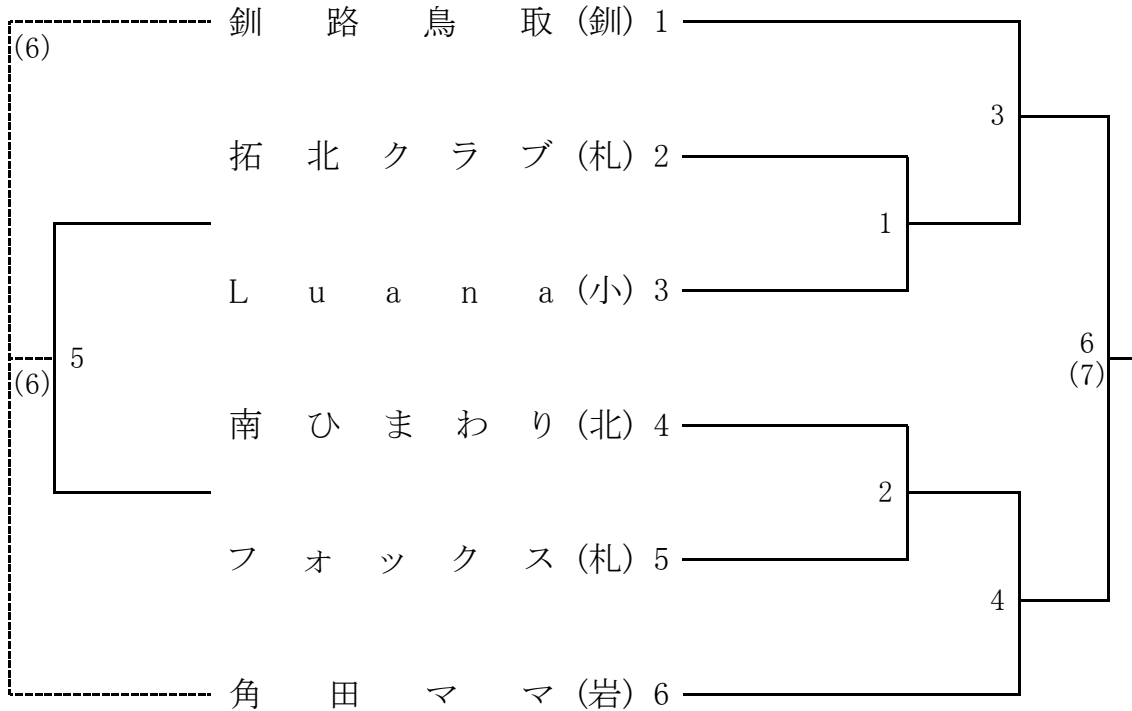 釧路鳥取 (釧) 1
(6)
3
拓北クラブ (札) 2
1
Luana (小) 3
5
6
(6)
(7)
南ひまわり (北) 4
2
フォックス (札) 5
4
角田ママ (岩) 6